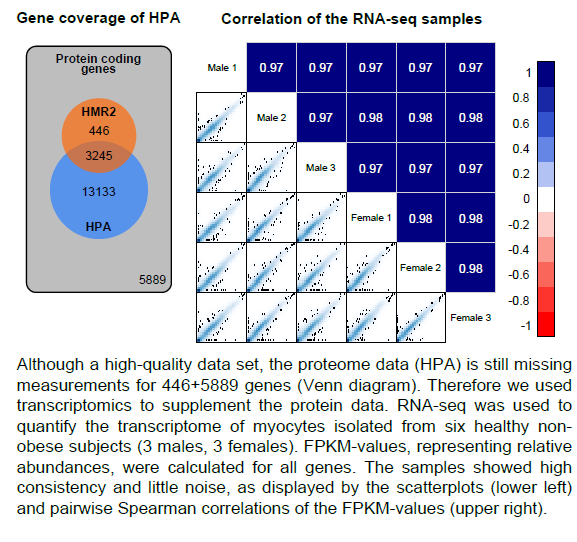 Gene coverage of HPA
Correlation of the RNA-seq samples
Protein coding
genes
HMR2
446
3245
13133
HPA
5889
Male 1 0.97 0.97 0.97 0.97 0.97
Male 2 0.97 0.98 0.98 0.98
Male 3 0.97 0.97 0.97
Female 1 0.98 0.98
Female 2 0.98
Female 3
1
0.8
0.6
0.4
0.2
0
-0.2
-0.4
-0.6
-0.8
-1
Although a high-quality data set, the proteome data (HPA) is still missing
measurements for 446+5889 genes (Venn diagram). Therefore we used
transcriptomics to supplement the protein data. RNA-seq was used to
quantify the transcriptome of myocytes isolated from six healthy non-
obese subjects (3 males, 3 females). FPKM-values, representing relative
abundances, were calculated for all genes. The samples showed high
consistency and little noise, as displayed by the scatterplots (lower left)
and pairwise Spearman correlations of the FPKM-values (upper right).